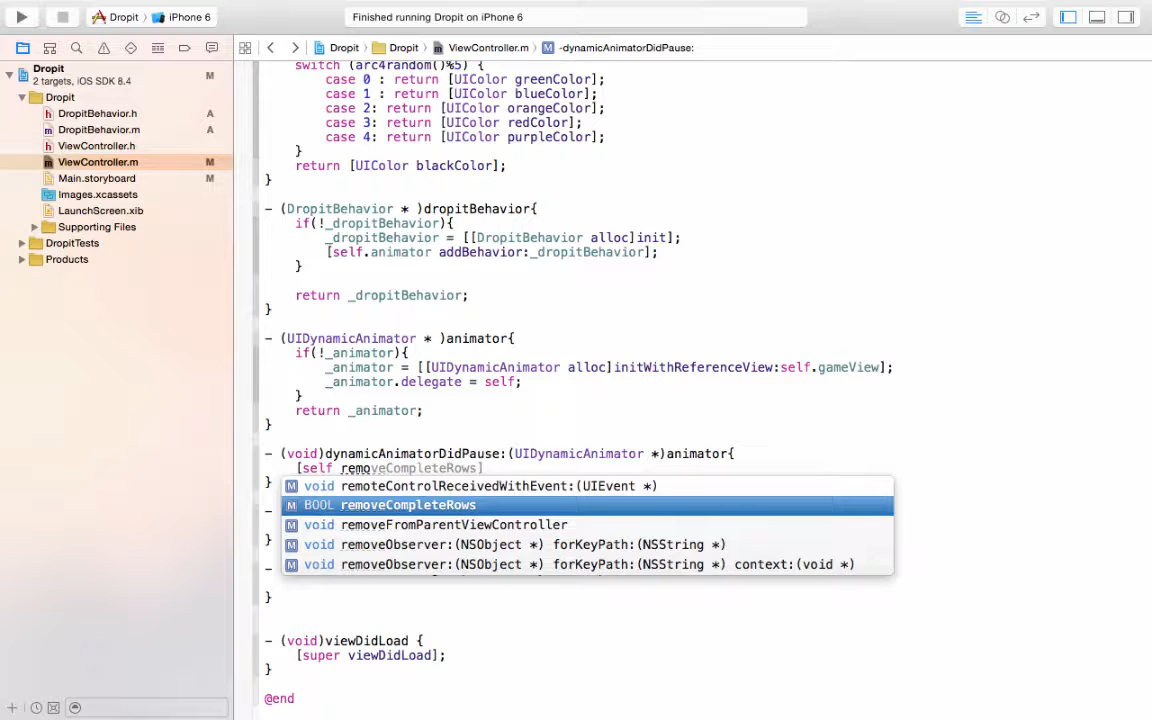 Dropit iPhone 6
Finished running Dropit on iPhone 6
Dropit Dropit ViewController.m M -dynamicAnimatorDidPause:
Dropit M
2 targets, iOS SDK 8.4
Dropit
h DropitBehavior.h A
m DropitBehavior.m A
h ViewController.h
m ViewController.m M
Main.storyboard M
Images.xcassets
LaunchScreen.xib
Supporting Files
DropitTests
Products
switch (arc4random()%5) {
case 0 : return [UIColor greenColor];
case 1 : return [UIColor blueColor];
case 2: return [UIColor orangeColor];
case 3: return [UIColor redColor];
case 4: return [UIColor purpleColor];
}
return [UIColor blackColor];
}
- (DropitBehavior * )dropitBehavior{
if(!_dropitBehavior){
_dropitBehavior = [[DropitBehavior alloc]init];
[self.animator addBehavior:_dropitBehavior];
}
return _dropitBehavior;
}
- (UIDynamicAnimator * )animator{
if(!_animator){
_animator = [[UIDynamicAnimator alloc]initWithReferenceView:self.gameView];
_animator.delegate = self;
}
return _animator;
}
- (void)dynamicAnimatorDidPause:(UIDynamicAnimator *)animator{
[self removeCompleteRows]
}
M void remoteControlReceivedWithEvent:(UIEvent *)
M BOOL removeCompleteRows
M void removeFromParentViewController
M void removeObserver:(NSObject *) forKeyPath:(NSString *)
M void removeObserver:(NSObject *) forKeyPath:(NSString *) context:(void *)
-
}
-
}
- (void)viewDidLoad {
[super viewDidLoad];
}
@end